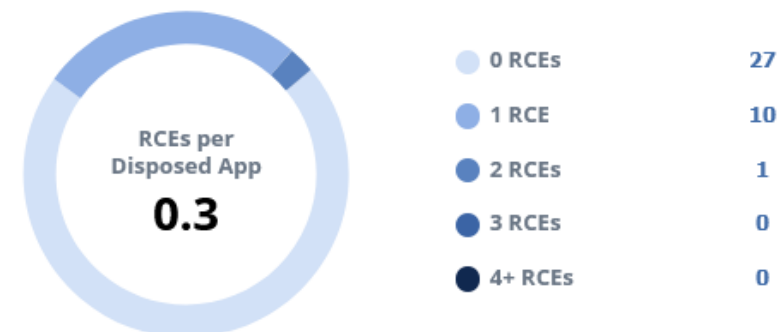 RCEs per
Disposed App
0.3
0 RCEs 27
1 RCE 10
2 RCEs 1
3 RCEs 0
4+ RCEs 0